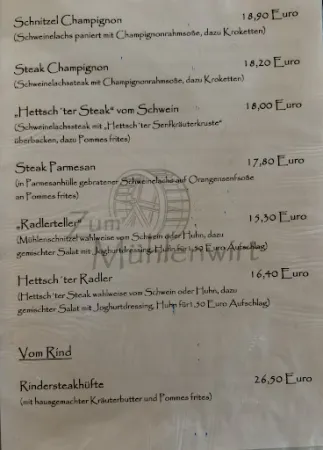 Schnitzel Champignon 18,90 Euro
(Schweinelachs paniert mit Champignonrahmsoße, dazu Kroketten)
Steak Champignon 18,20 Euro
(Schweinelachssteak mit Champignonrahmsoße, dazu Kroketten)
„Hettsch´ter Steak“ vom Schwein 18,00 Euro
(Schweinelachssteak mit „Hettsch´ter Senfkräuterkruste“
überbacken, dazu Pommes frites)
Steak Parmesan 17,80 Euro
(in Parmesanhülle gebratener Schweinelachs auf Orangensenfsoße
an Pommes frites)
„Radlerteller“ 15,30 Euro
(Mühlenschnitzel wahlweise vom Schwein oder Huhn, dazu
gemischter Salat mit Joghurtdressing, Huhn für 1,50 Euro Aufschlag)
Zum
Mühlenwirt
Hettsch´ter Radler 16,40 Euro
(Hettsch´ter Steak wahlweise vom Schwein oder Huhn, dazu
gemischter Salat mit Joghurtdressing, Huhn für1,50 Euro Aufschlag)
Vom Rind
Rindersteakhüfte 26,50 Euro
(mit hausgemachter Kräuterbutter und Pommes frites)